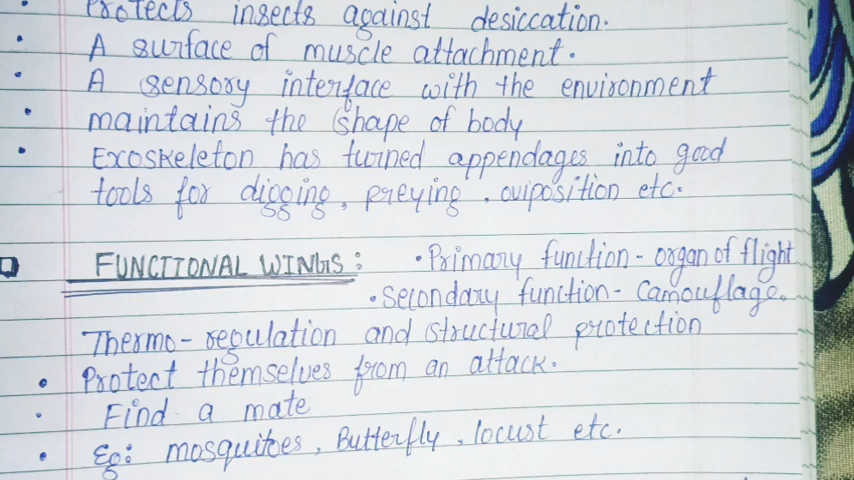 • Protects insects against desiccation.
• A surface of muscle attachment.
• A sensory interface with the environment
• maintains the shape of body
• Excoskeleton has turned appendages into good
tools for digging, preying, oviposition etc.
FUNCTIONAL WINGS: • Primary function - organ of flight
• Secondary function - Camouflage.
Thermo-regulation and structural protection
• Protect themselves from an attack.
• Find a mate
• Eg: mosquitoes, Butterfly, locust etc.